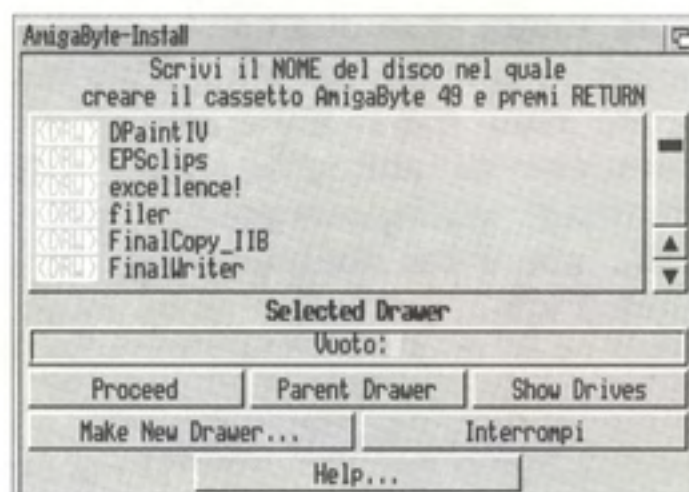 AmigaByte-Install
Scrivi il NOME del disco nel quale
creare il cassetto AmigaByte 49 e premi RETURN
(DRW) DPaintIV
(DRW) EPSclips
(DRW) excellence!
(DRW) filer
(DRW) FinalCopy_IIB
(DRW) FinalWriter
Selected Drawer
Vuoto:
Proceed Parent Drawer Show Drives
Make New Drawer... Interrompi
Help...